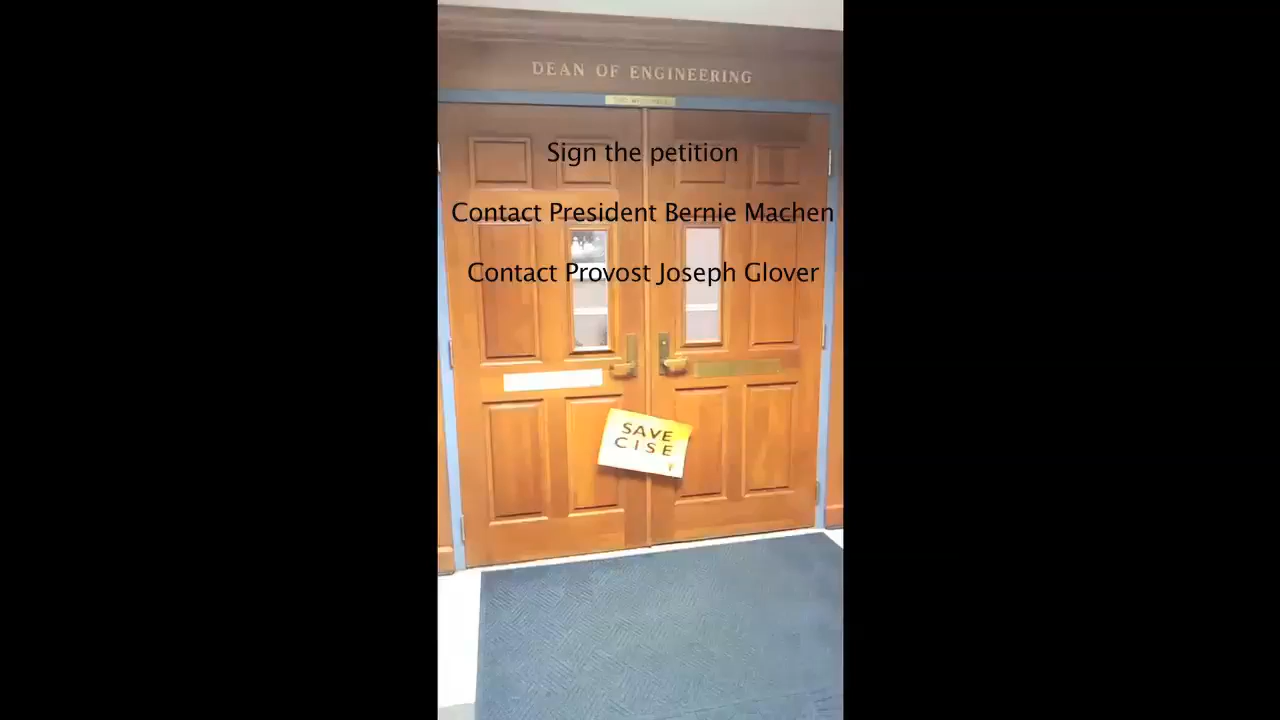 DEAN OF ENGINEERING
Sign the petition
Contact President Bernie Machen
Contact Provost Joseph Glover
SAVE
CISE